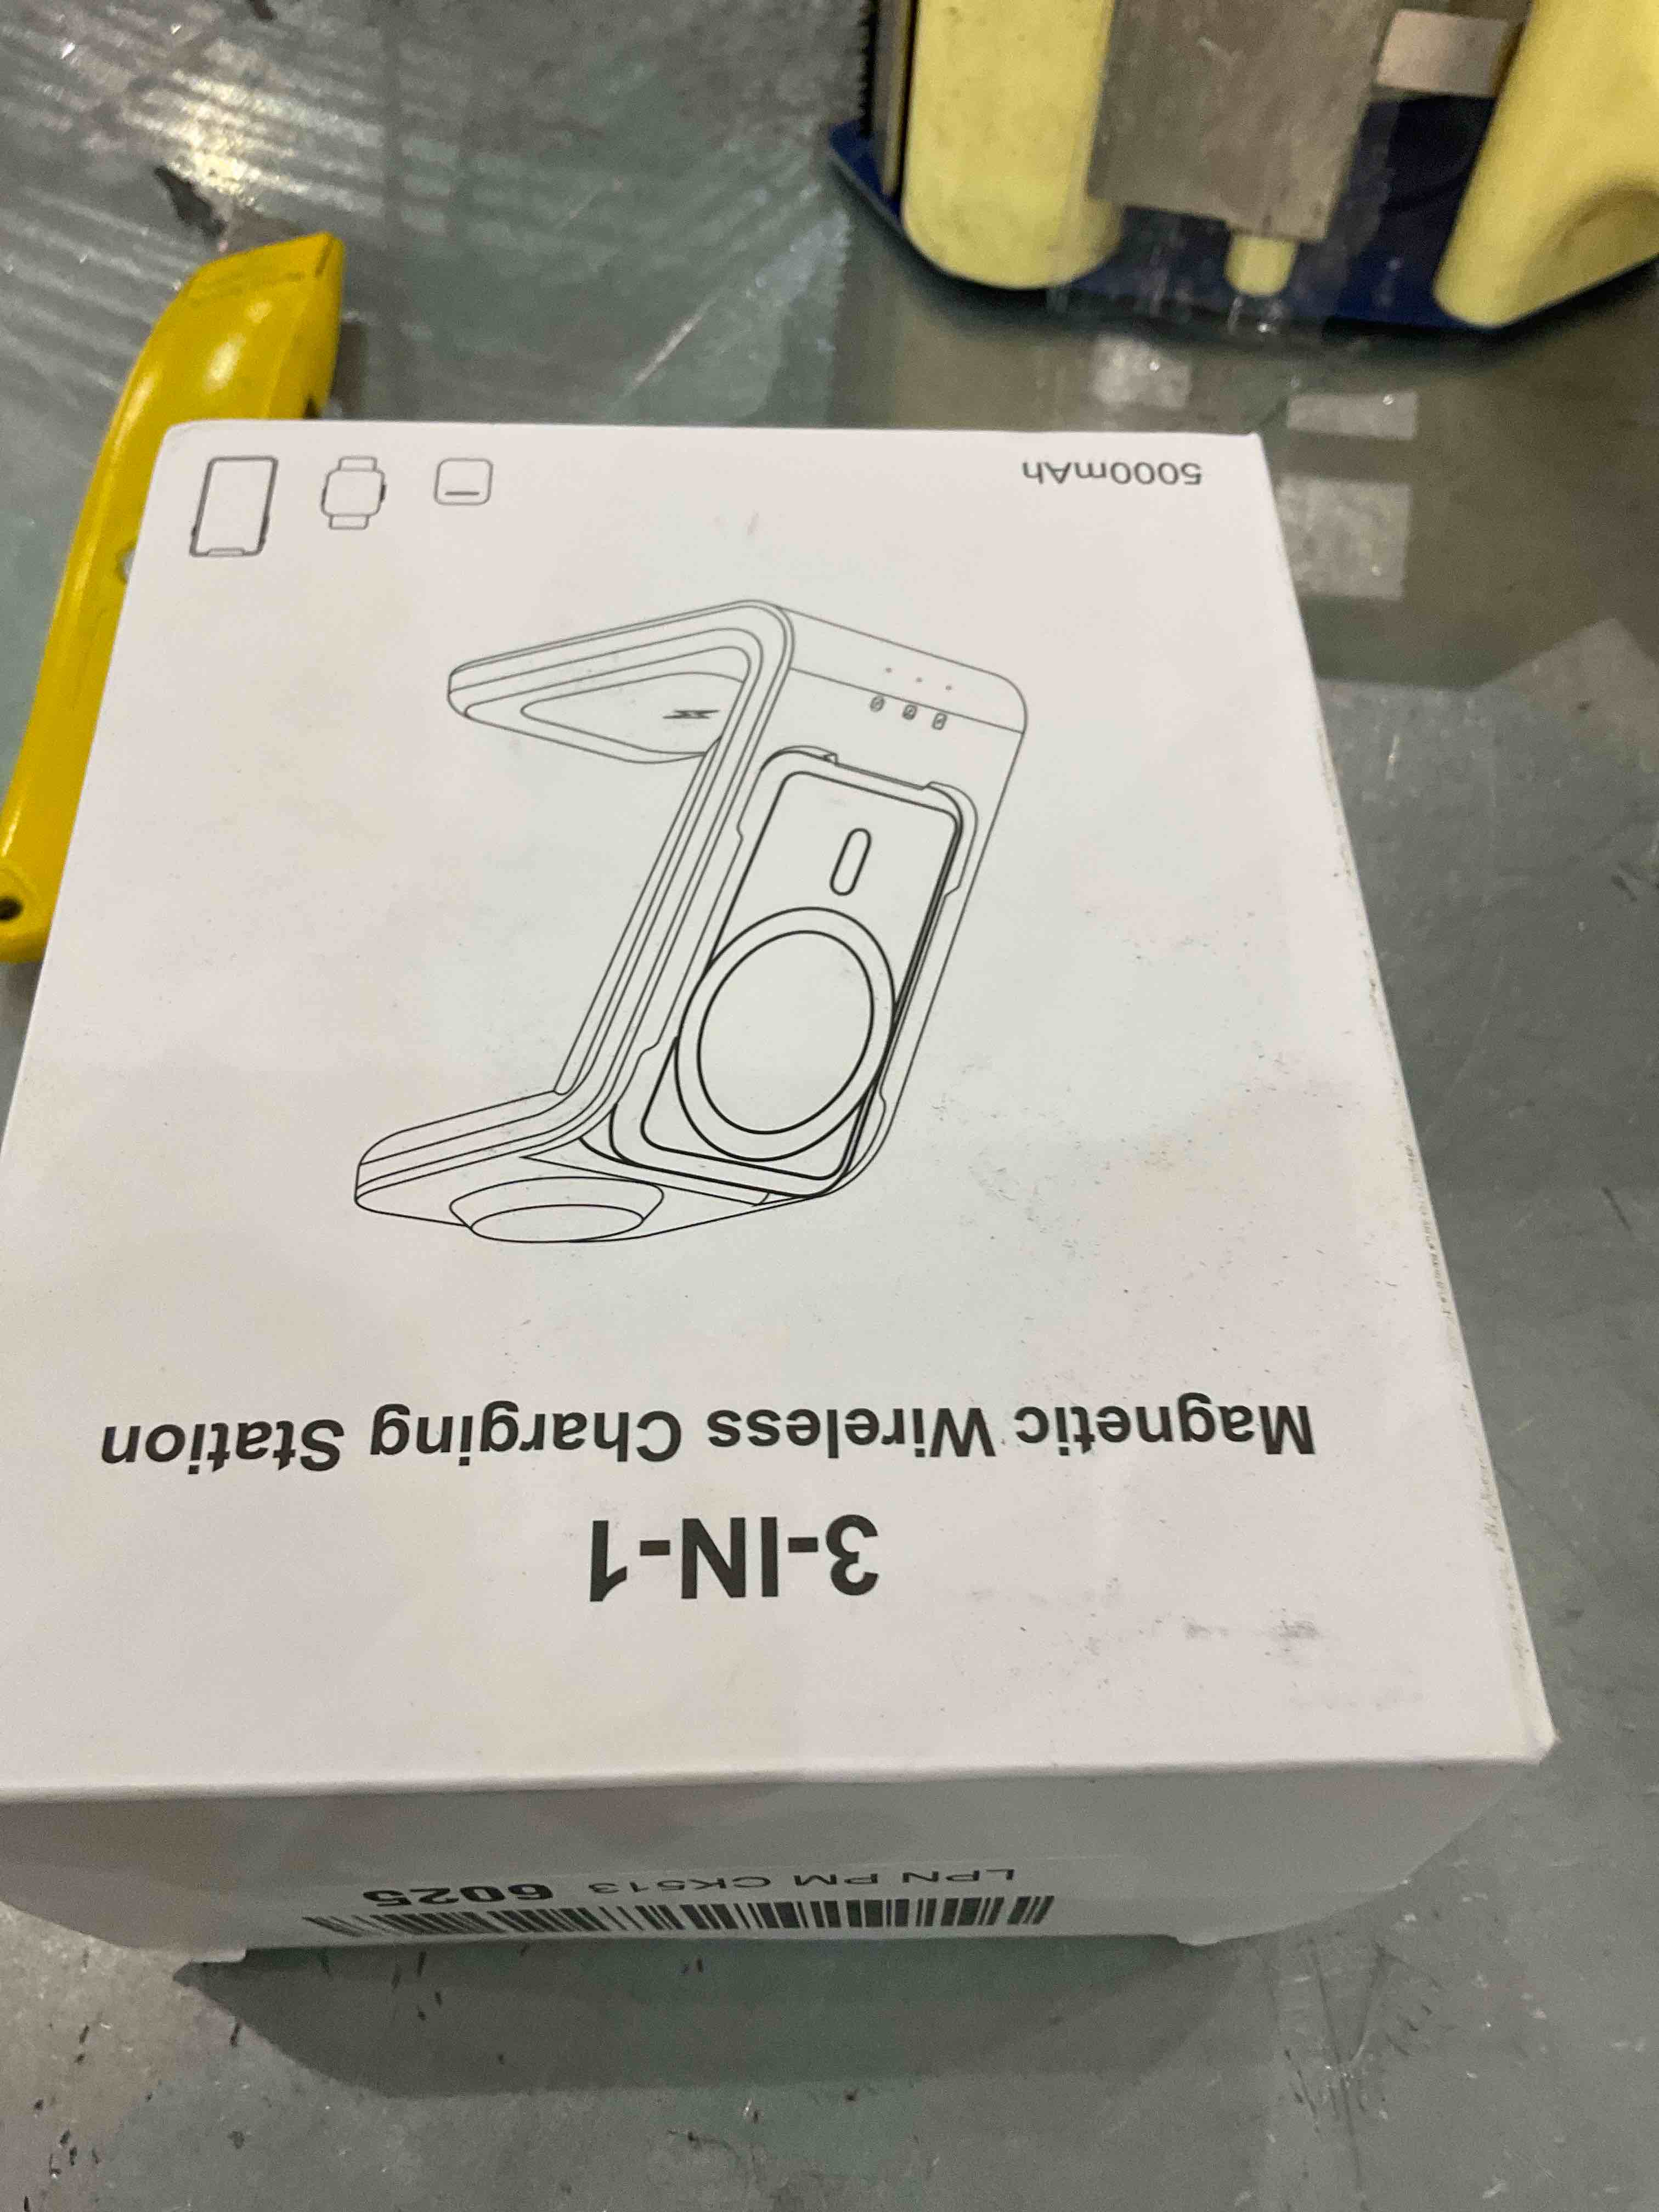 3-IN-1
Magnetic Wireless Charging Station
5000mAh
LPN PM CK513 6025